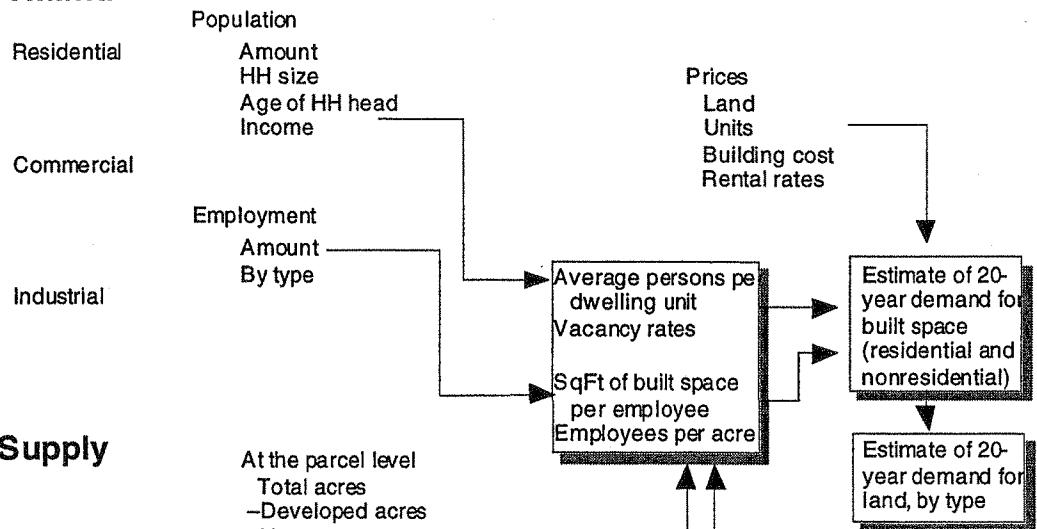 Population
Residential
Amount
HH size
Age of HH head
Income
Commercial
Employment
Amount
By type
Industrial
Prices
Land
Units
Building cost
Rental rates
Average persons pe
dwelling unit
Vacancy rates
SqFt of built space
per employee
Employees per acre
Estimate of 20-
year demand for
built space
(residential and
nonresidential)
Estimate of 20-
year demand for
land, by type
Supply
At the parcel level
Total acres
–Developed acres